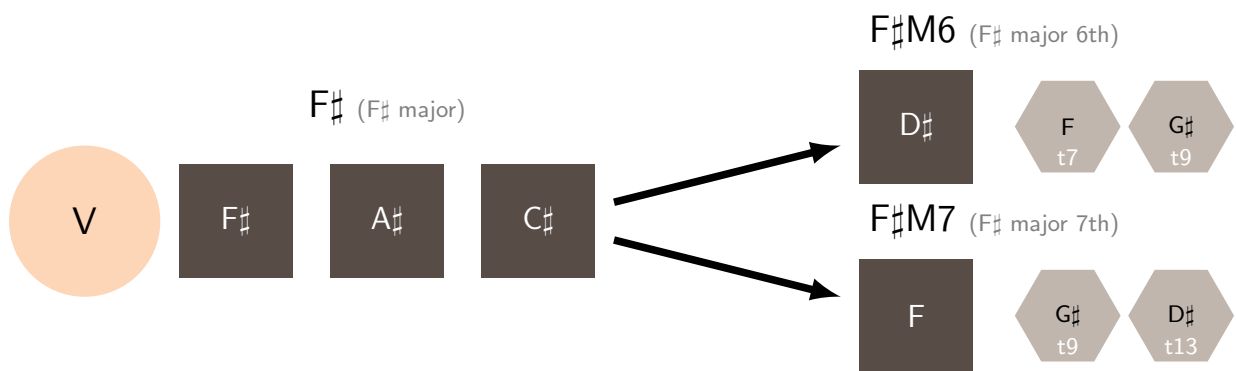 F♯ (F♯ major)
V
F♯
A♯
C♯
F♯M6 (F♯ major 6th)
D♯
F
t7
G♯
t9
F♯M7 (F♯ major 7th)
F
G♯
t9
D♯
t13